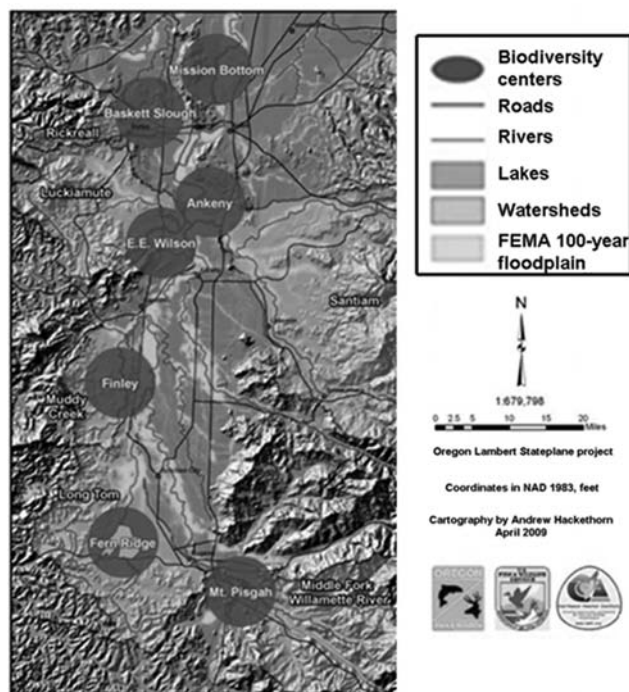 Mission Bottom
Baskett Slough
Rickreall
Luckiamute
Ankeny
E.E. Wilson
Santiam
Finley
Muddy
Creek
Long Tom
Fern Ridge
Mt. Pisgah
Middle Fork
Willamette River
Biodiversity
centers
Roads
Rivers
Lakes
Watersheds
FEMA 100-year
floodplain
N
1:679,798
0 2.5 5 10 15 20
Miles
Oregon Lambert Stateplane project
Coordinates in NAD 1983, feet
Cartography by Andrew Hackethorn
April 2009
OREGON